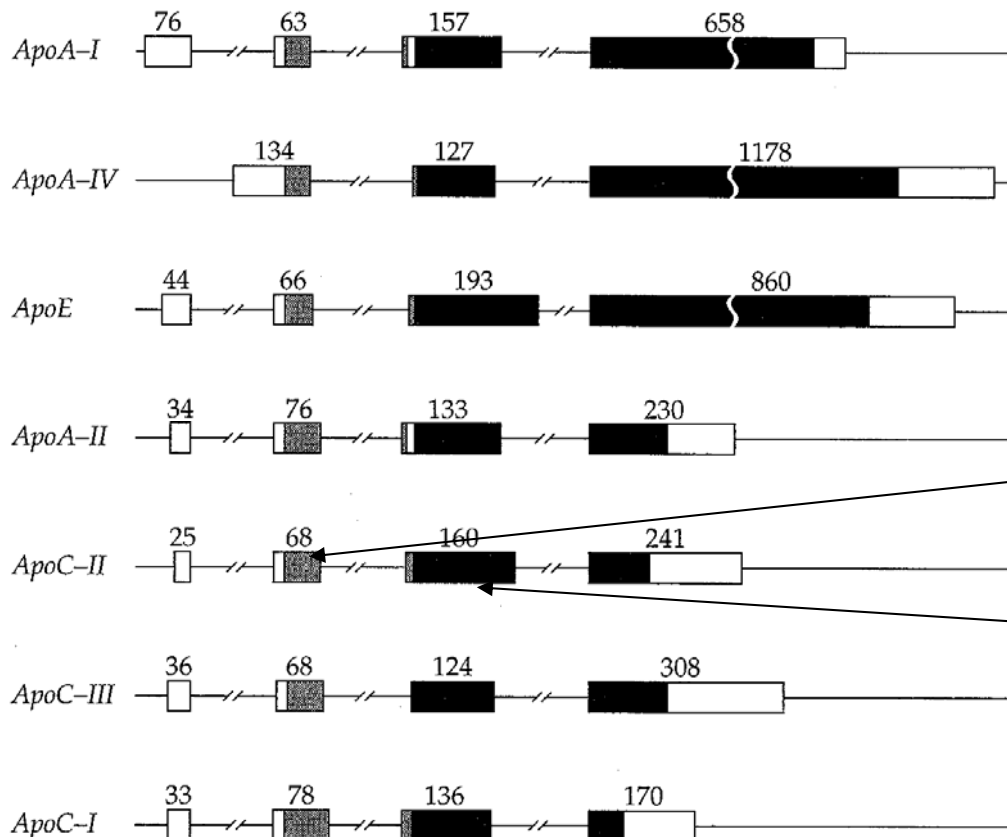 76 63 157 658
ApoA–I
134 127 1178
ApoA–IV
44 66 193 860
ApoE
34 76 133 230
ApoA–II
25 68 160 241
ApoC–II
36 68 124 308
ApoC–III
33 78 136 170
ApoC–I